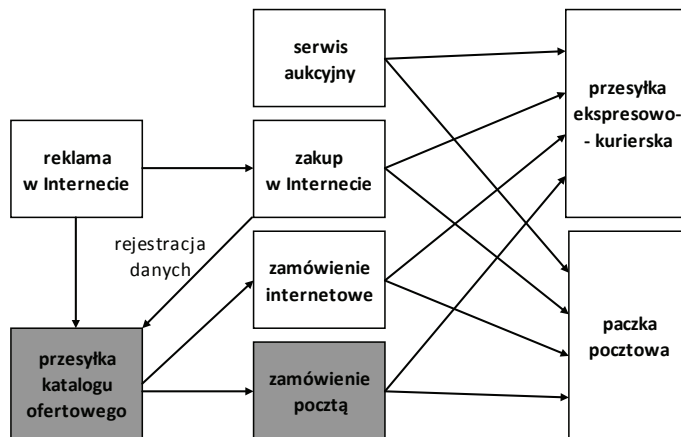 serwis
aukcyjny
przesyłka
ekspresowo-
- kurierska
reklama
w Internecie
zakup
w Internecie
rejestracja
danych
zamówienie
internetowe
paczka
pocztowa
przesyłka
katalogu
ofertowego
zamówienie
pocztą